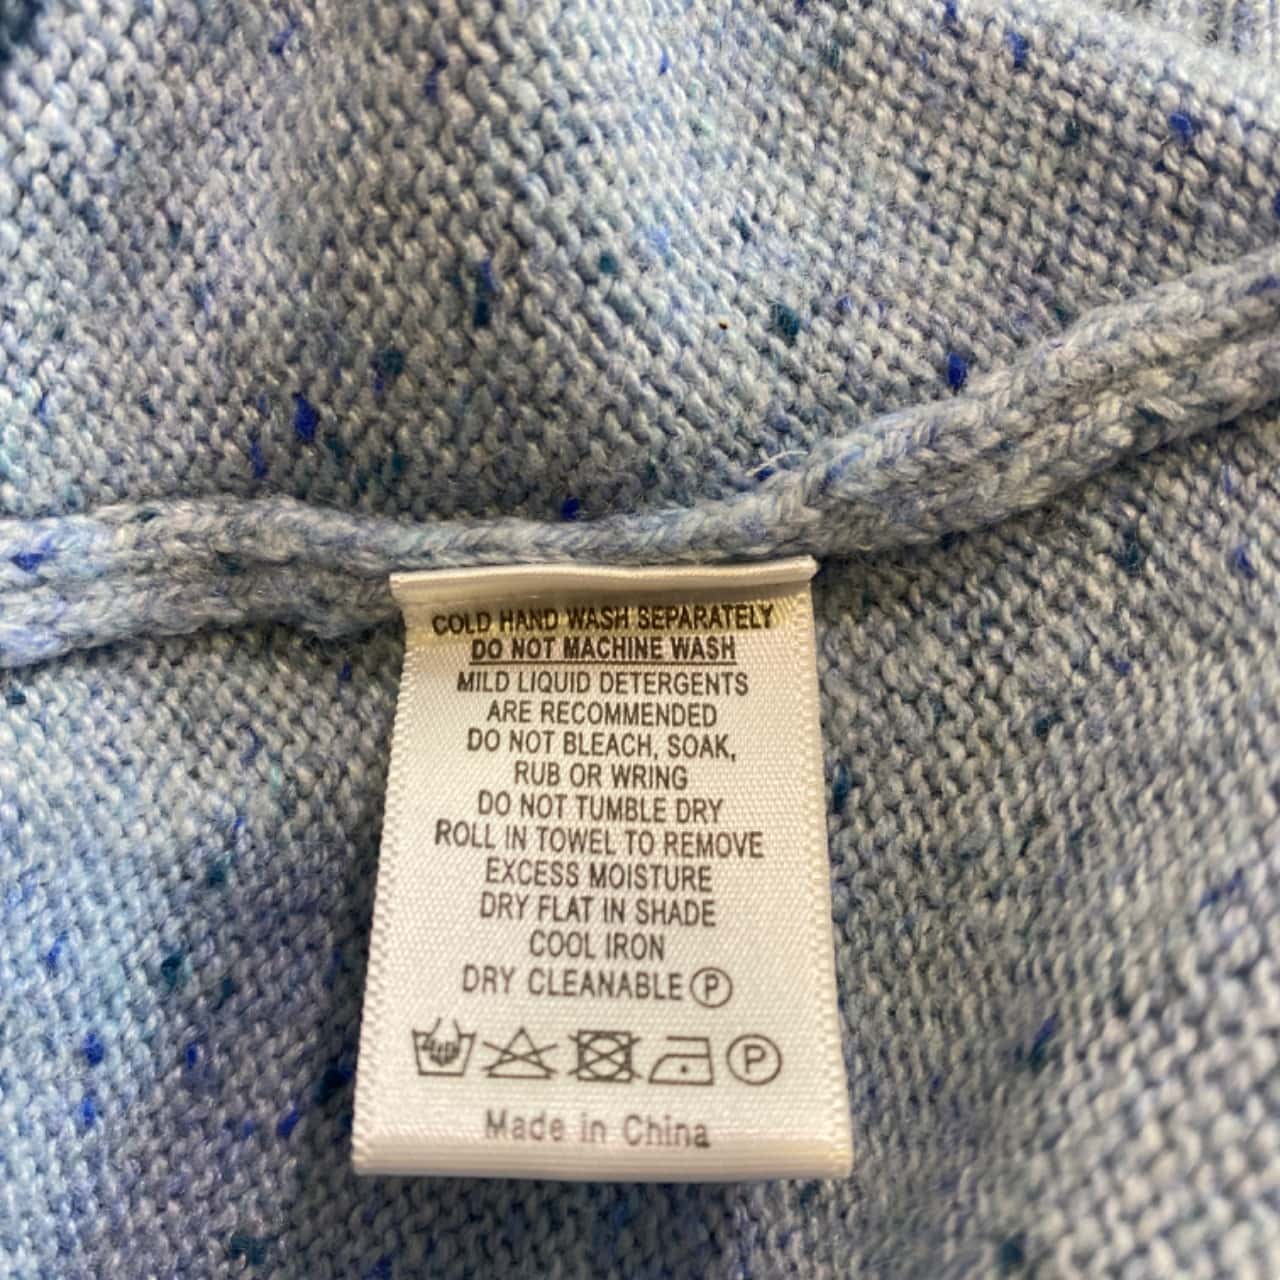 COLD HAND WASH SEPARATELY
DO NOT MACHINE WASH
MILD LIQUID DETERGENTS
ARE RECOMMENDED
DO NOT BLEACH, SOAK,
RUB OR WRING
DO NOT TUMBLE DRY
ROLL IN TOWEL TO REMOVE
EXCESS MOISTURE
DRY FLAT IN SHADE
COOL IRON
DRY CLEANABLE Ⓟ
Ⓟ
Made in China